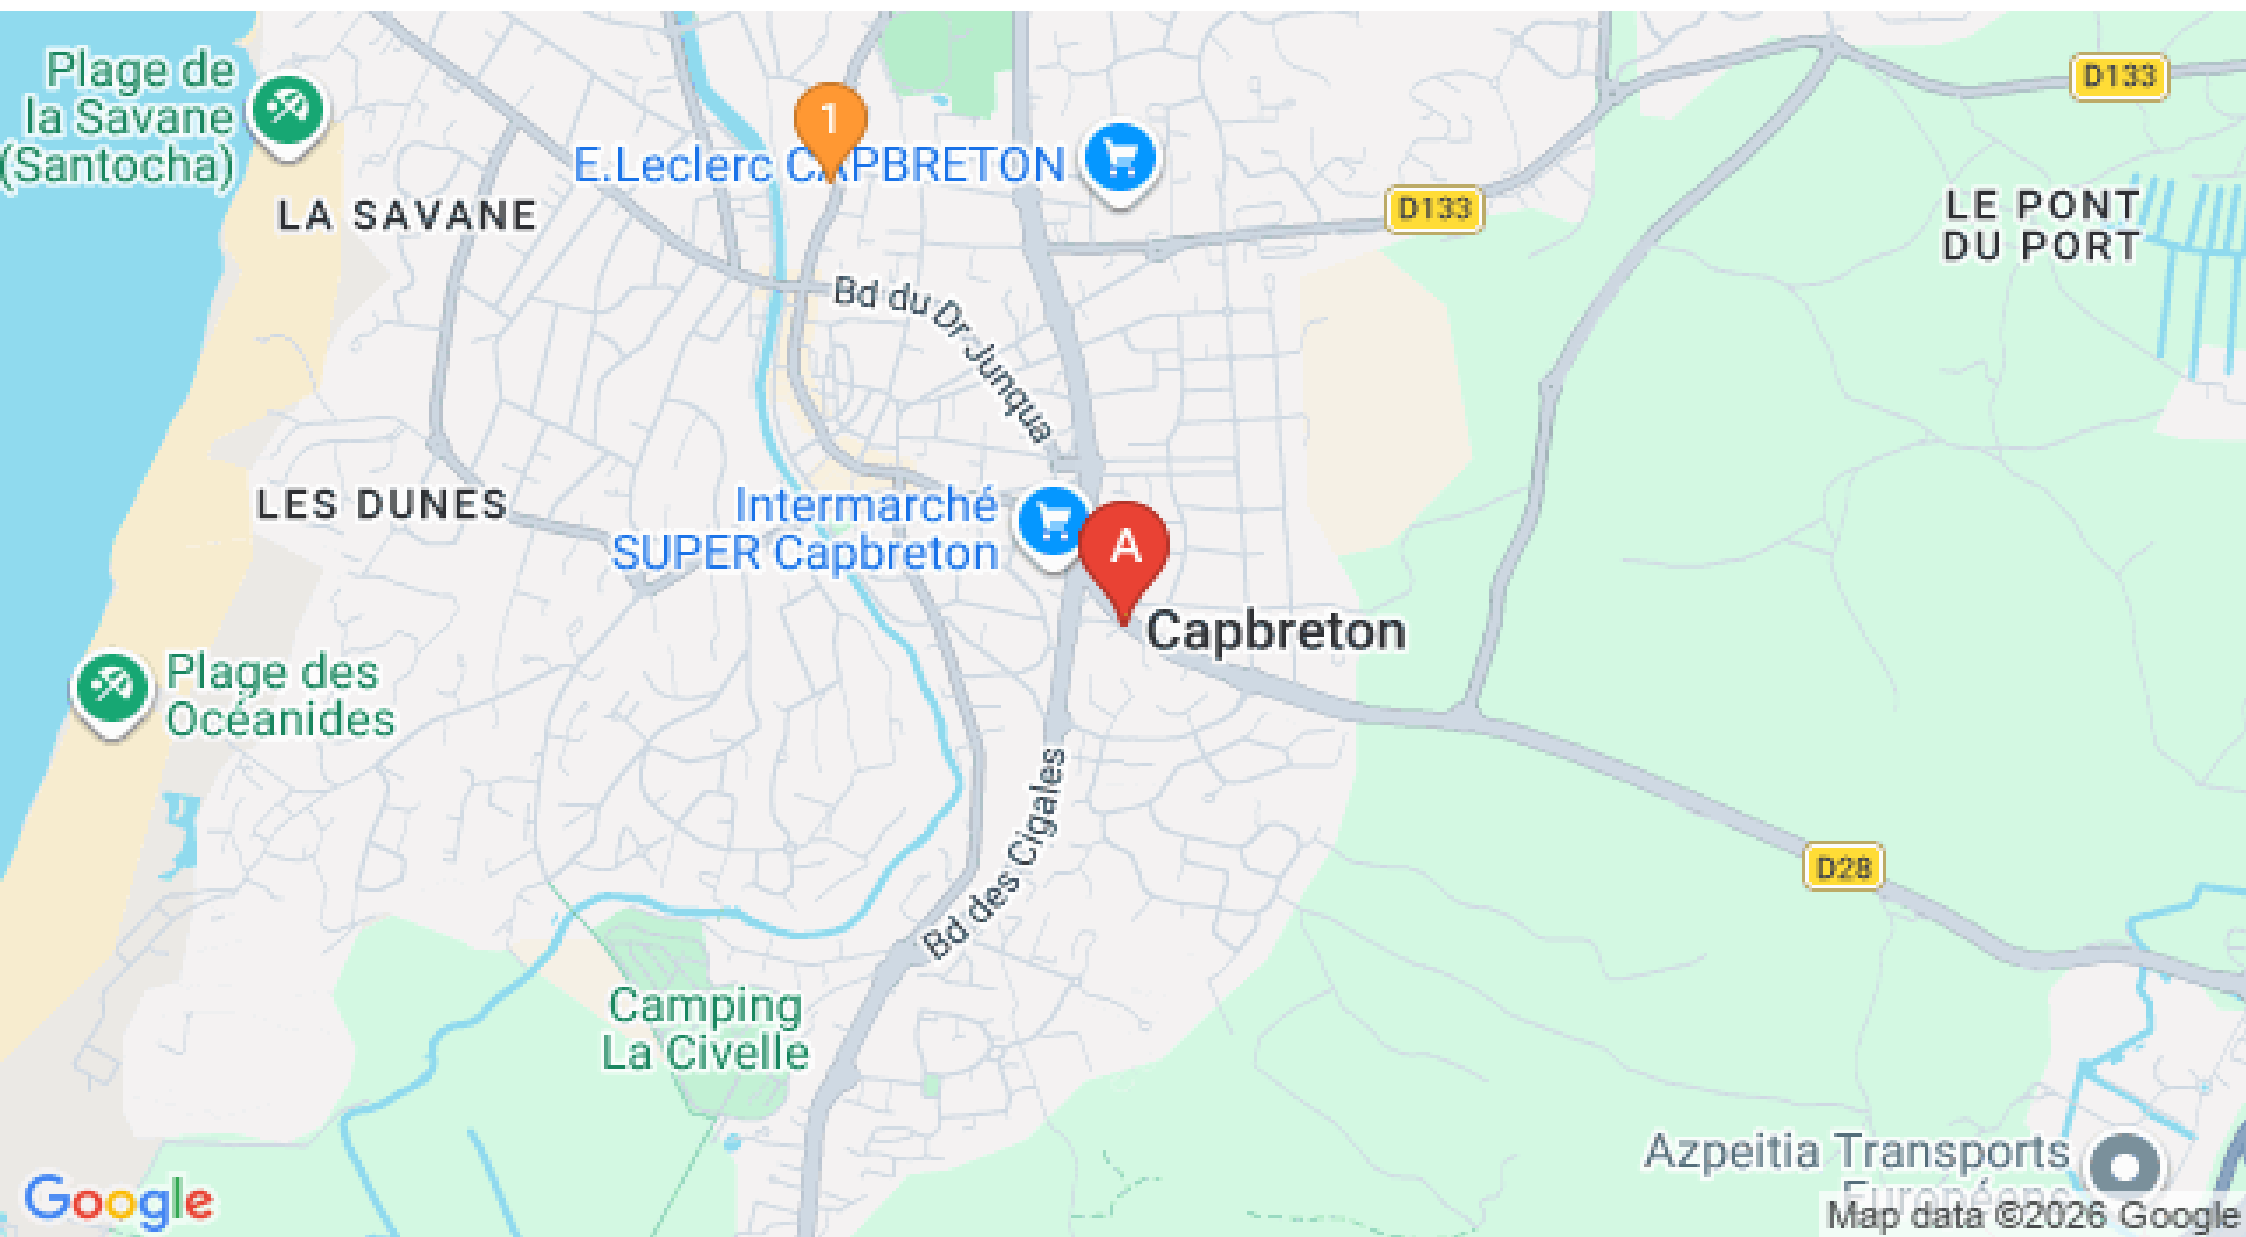 Plage de
la Savane
(Santocha)
1
E.Leclerc CAPBRETON
D133
D133
LA SAVANE
LE PONT
DU PORT
Bd du Dr Junqua
LES DUNES
Intermarché
SUPER Capbreton
A
Capbreton
Plage des
Océanides
Bd des Cigales
D28
Camping
La Civelle
Azpeitia Transports
Européens
Google
Map data ©2026 Google